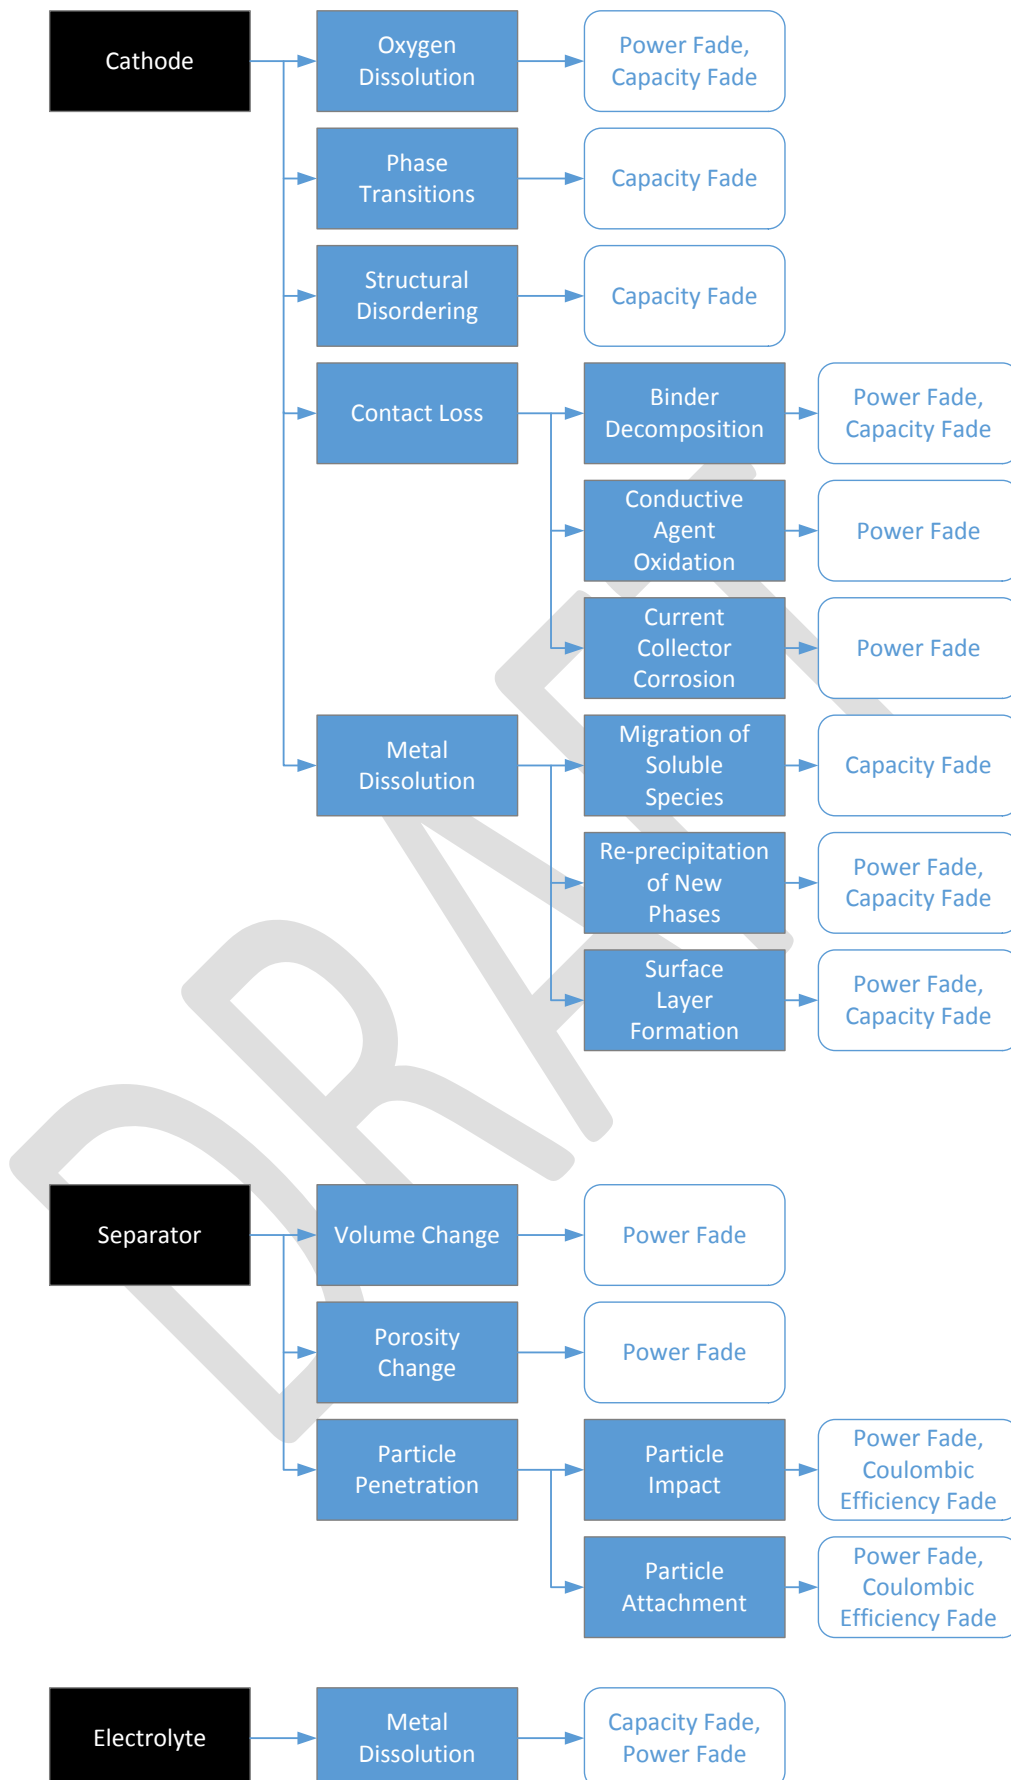 Cathode
Oxygen
Dissolution
Power Fade,
Capacity Fade
Phase
Transitions
Capacity Fade
Structural
Disordering
Capacity Fade
Contact Loss
Binder
Decomposition
Power Fade,
Capacity Fade
Conductive
Agent
Oxidation
Power Fade
Current
Collector
Corrosion
Power Fade
Metal
Dissolution
Migration of
Soluble
Species
Capacity Fade
Re-precipitation
of New
Phases
Power Fade,
Capacity Fade
Surface
Layer
Formation
Power Fade,
Capacity Fade
DRAFT
Separator
Volume Change
Power Fade
Porosity
Change
Power Fade
Particle
Penetration
Particle
Impact
Power Fade,
Coulombic
Efficiency Fade
Particle
Attachment
Power Fade,
Coulombic
Efficiency Fade
Electrolyte
Metal
Dissolution
Capacity Fade,
Power Fade